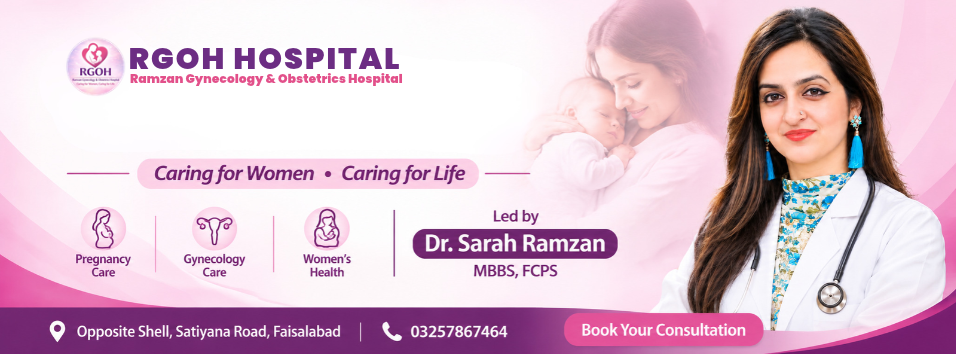 RGOH
RGOH HOSPITAL
Ramzan Gynecology & Obstetrics Hospital
Caring for Women • Caring for Life
Pregnancy
Care
Gynecology
Care
Women's
Health
Led by
Dr. Sarah Ramzan
MBBS, FCPS
Opposite Shell, Satiyana Road, Faisalabad
03257867464
Book Your Consultation